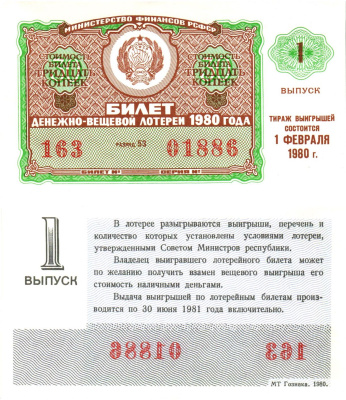 МИНИСТЕРСТВО ФИНАНСОВ РСФСР
СТОИМОСТЬ
БИЛЕТА
ТРИДЦАТЬ
КОПЕЕК
СТОИМОСТЬ
БИЛЕТА
ТРИДЦАТЬ
КОПЕЕК
БИЛЕТ
ДЕНЕЖНО-ВЕЩЕВОЙ ЛОТЕРЕИ 1980 ГОДА
163 РАЗРЯД 53 01886
БИЛЕТ № СЕРИЯ №
1
ВЫПУСК
ТИРАЖ ВЫИГРЫШЕЙ
СОСТОИТСЯ
1 ФЕВРАЛЯ
1980 г.
1
ВЫПУСК
В лотерее разыгрываются выигрыши, перечень и
количество которых установлены условиями лотереи,
утвержденными Советом Министров республики.
Владелец выигравшего лотерейного билета может
по желанию получить взамен вещевого выигрыша его
стоимость наличными деньгами.
Выдача выигрышей по лотерейным билетам произ-
водится по 30 июня 1981 года включительно.
01886 163
МТ Гознака. 1980.